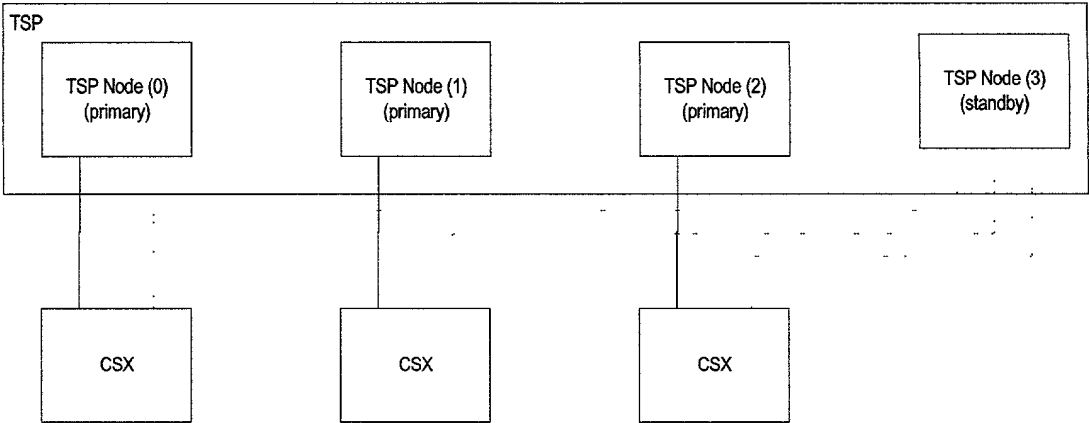 TSP
TSP Node (0)
(primary)
TSP Node (1)
(primary)
TSP Node (2)
(primary)
TSP Node (3)
(standby)
CSX
CSX
CSX